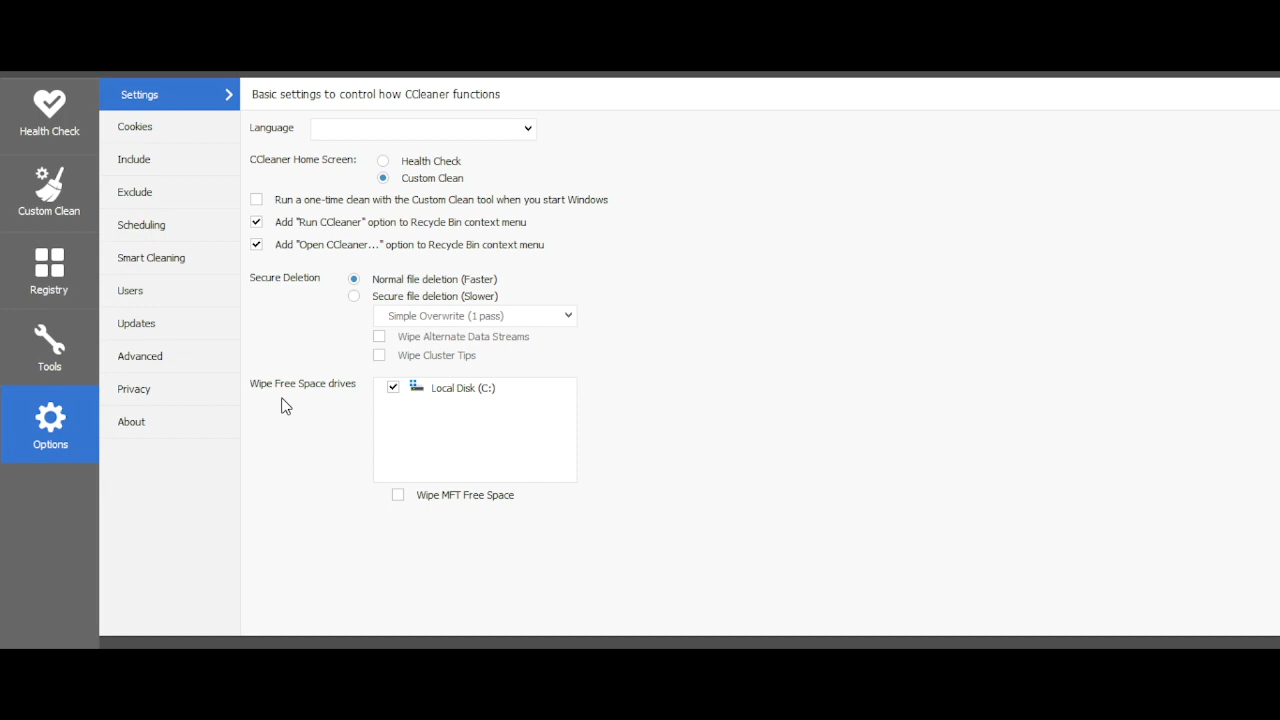 Health Check
Custom Clean
Registry
Tools
Options
Settings
Cookies
Include
Exclude
Scheduling
Smart Cleaning
Users
Updates
Advanced
Privacy
About
Basic settings to control how CCleaner functions
Language
CCleaner Home Screen:
Health Check
Custom Clean
Run a one-time clean with the Custom Clean tool when you start Windows
Add "Run CCleaner" option to Recycle Bin context menu
Add "Open CCleaner..." option to Recycle Bin context menu
Secure Deletion
Normal file deletion (Faster)
Secure file deletion (Slower)
Simple Overwrite (1 pass)
Wipe Alternate Data Streams
Wipe Cluster Tips
Wipe Free Space drives
Local Disk (C:)
Wipe MFT Free Space